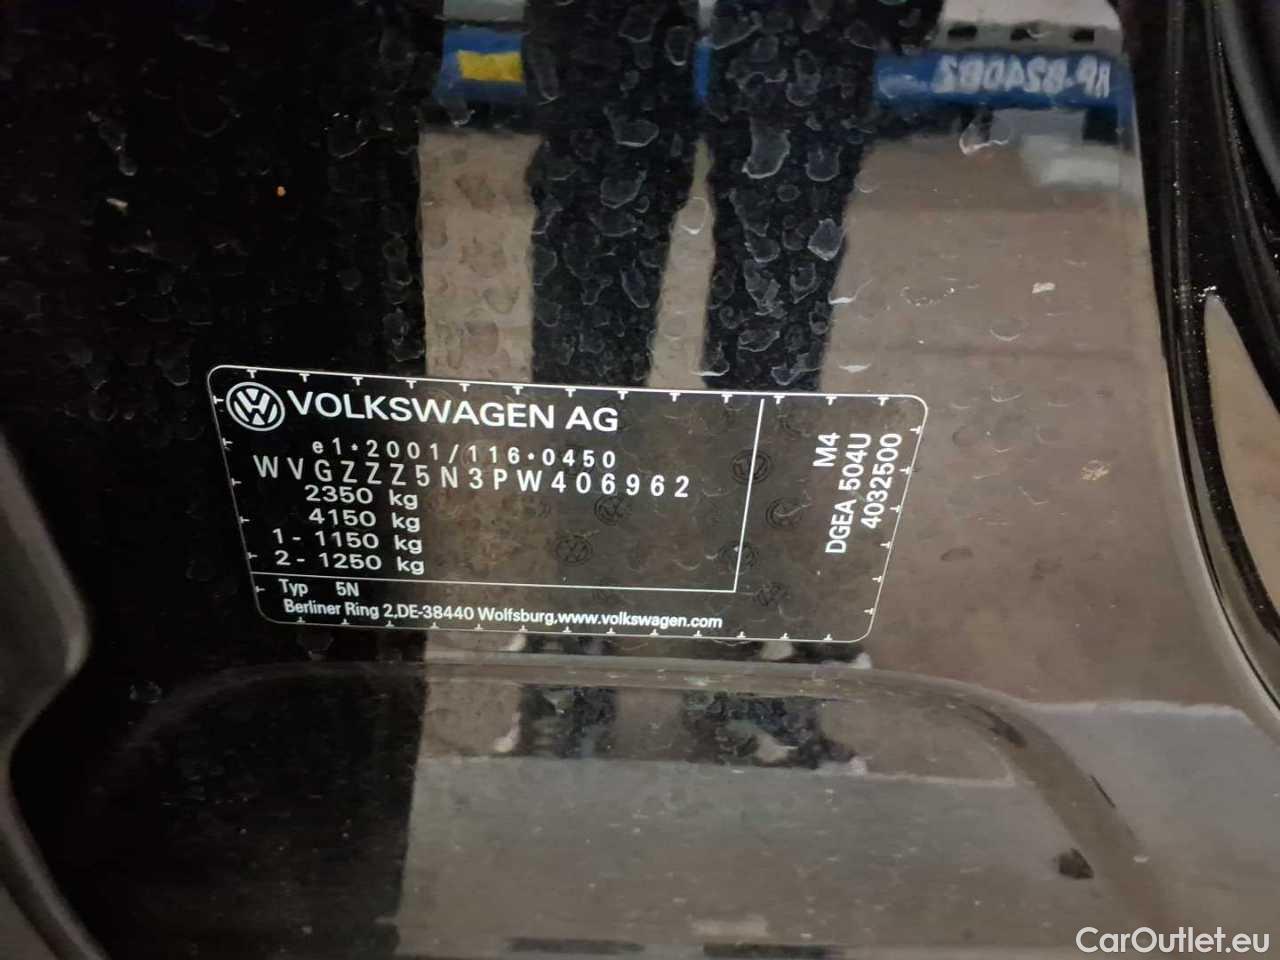 VOLKSWAGEN AG
e1*2001/116*0450
WVGZZZ5N3PW406962
2350 kg
4150 kg
1 - 1150 kg
2 - 1250 kg
Typ 5N
Berliner Ring 2,DE-38440 Wolfsburg,www.volkswagen.com
M4
DGEA 504U
4032500
CarOutlet.eu